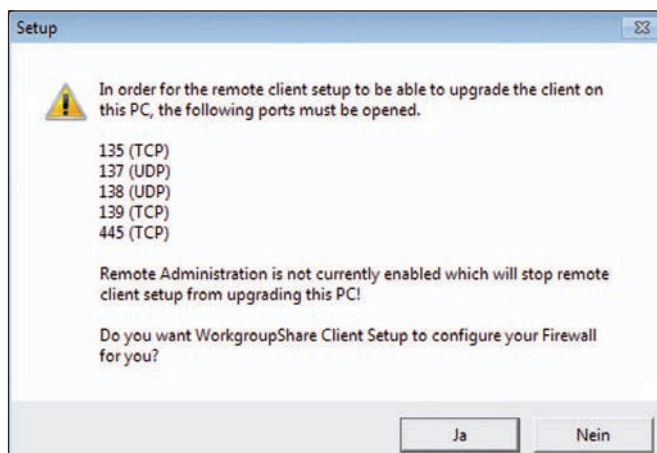 Setup
In order for the remote client setup to be able to upgrade the client on
this PC, the following ports must be opened.
135 (TCP)
137 (UDP)
138 (UDP)
139 (TCP)
445 (TCP)
Remote Administration is not currently enabled which will stop remote
client setup from upgrading this PC!
Do you want WorkgroupShare Client Setup to configure your Firewall
for you?
Ja
Nein